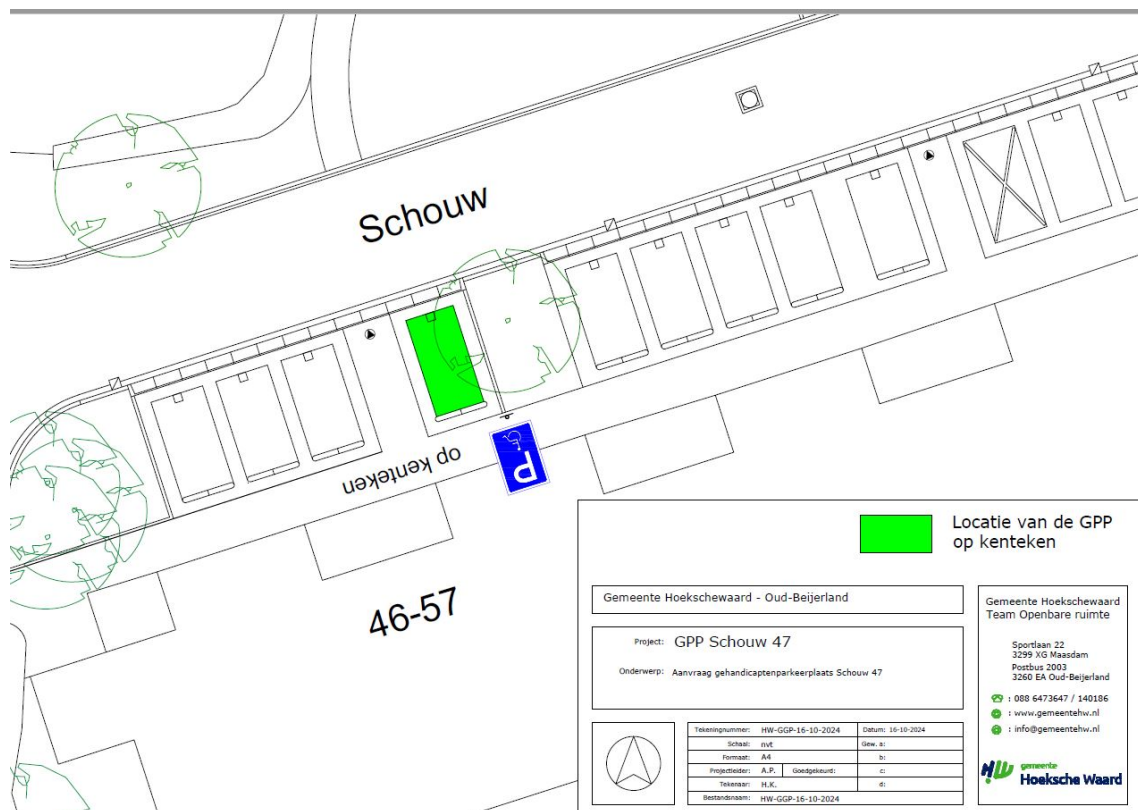 Schouw
op kenteken
P
46-57
Locatie van de GPP
op kenteken
Gemeente Hoekschewaard - Oud-Beijerland
Project: GPP Schouw 47
Onderwerp: Aanvraag gehandicaptenparkeerplaats Schouw 47
Tekeningnummer: HW-GGP-16-10-2024 Datum: 16-10-2024
Schaal: nvt Gew. a:
Formaat: A4 b:
Projectleider: A.P. Goedgekeurd: c:
Tekenaar: H.K. d:
Bestandsnaam: HW-GGP-16-10-2024
Gemeente Hoekschewaard
Team Openbare ruimte
Sportlaan 22
3299 XG Maasdam
Postbus 2003
3260 EA Oud-Beijerland
: 088 6473647 / 140186
: www.gemeentehw.nl
: info@gemeentehw.nl
gemeente
Hoeksche Waard